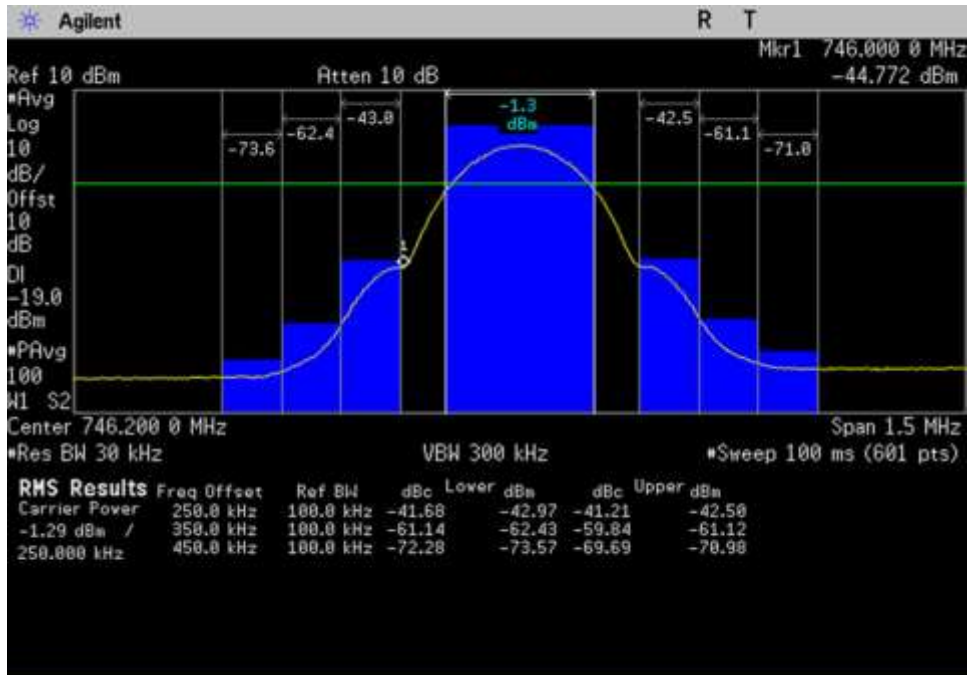 Agilent R T
Mkr1 746.000 0 MHz
Ref 10 dBm Atten 10 dB -44.772 dBm
#Avg
Log
10
dB/
Offst
10
dB
DI
-19.0
dBm
#PAvg
100
W1 S2
-73.6 -62.4 -43.0 -1.3 dBm -42.5 -61.1 -71.0
1
Center 746.200 0 MHz Span 1.5 MHz
#Res BW 30 kHz VBW 300 kHz #Sweep 100 ms (601 pts)
RMS Results Freq Offset Ref BW dBc Lower dBm dBc Upper dBm
Carrier Power 250.0 kHz 100.0 kHz -41.68 -42.97 -41.21 -42.50
-1.29 dBm / 350.0 kHz 100.0 kHz -61.14 -62.43 -59.84 -61.12
250.000 kHz 450.0 kHz 100.0 kHz -72.28 -73.57 -69.69 -70.98